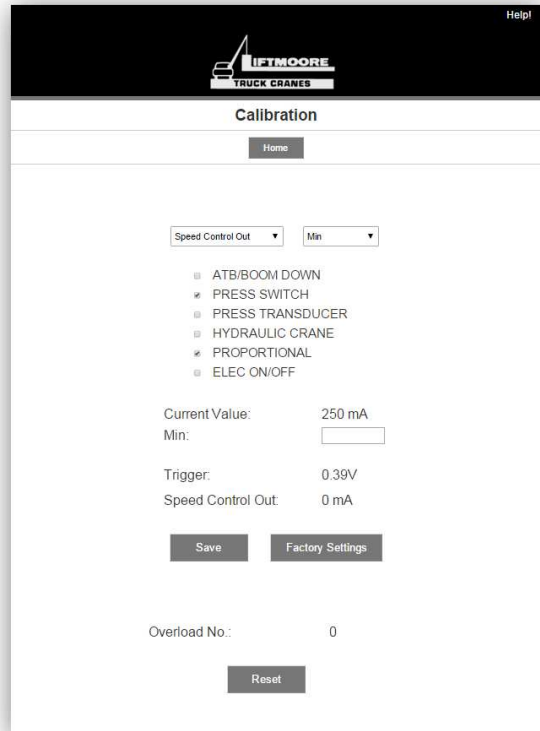 Help!
LIFTMOORE
TRUCK CRANES
Calibration
Home
Speed Control Out Min
ATB/BOOM DOWN
PRESS SWITCH
PRESS TRANSDUCER
HYDRAULIC CRANE
PROPORTIONAL
ELEC ON/OFF
Current Value: 250 mA
Min:
Trigger: 0.39V
Speed Control Out: 0 mA
Save Factory Settings
Overload No.: 0
Reset